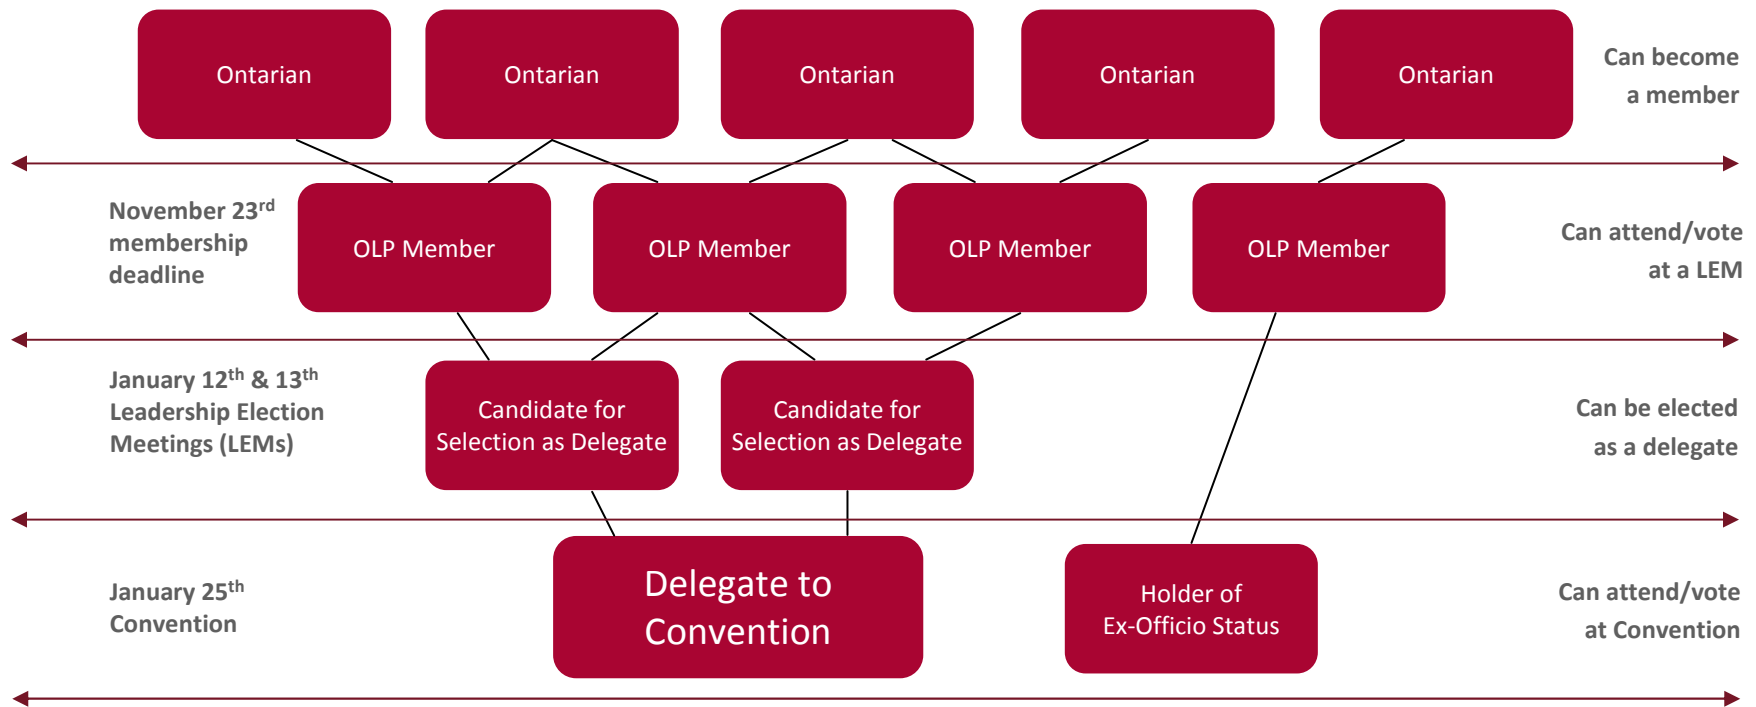 Ontarian
Ontarian
Ontarian
Ontarian
Ontarian
Can become
a member
November 23rd
membership
deadline
OLP Member
OLP Member
OLP Member
OLP Member
Can attend/vote
at a LEM
January 12th & 13th
Leadership Election
Meetings (LEMs)
Candidate for
Selection as Delegate
Candidate for
Selection as Delegate
Can be elected
as a delegate
January 25th
Convention
Delegate to
Convention
Holder of
Ex-Officio Status
Can attend/vote
at Convention